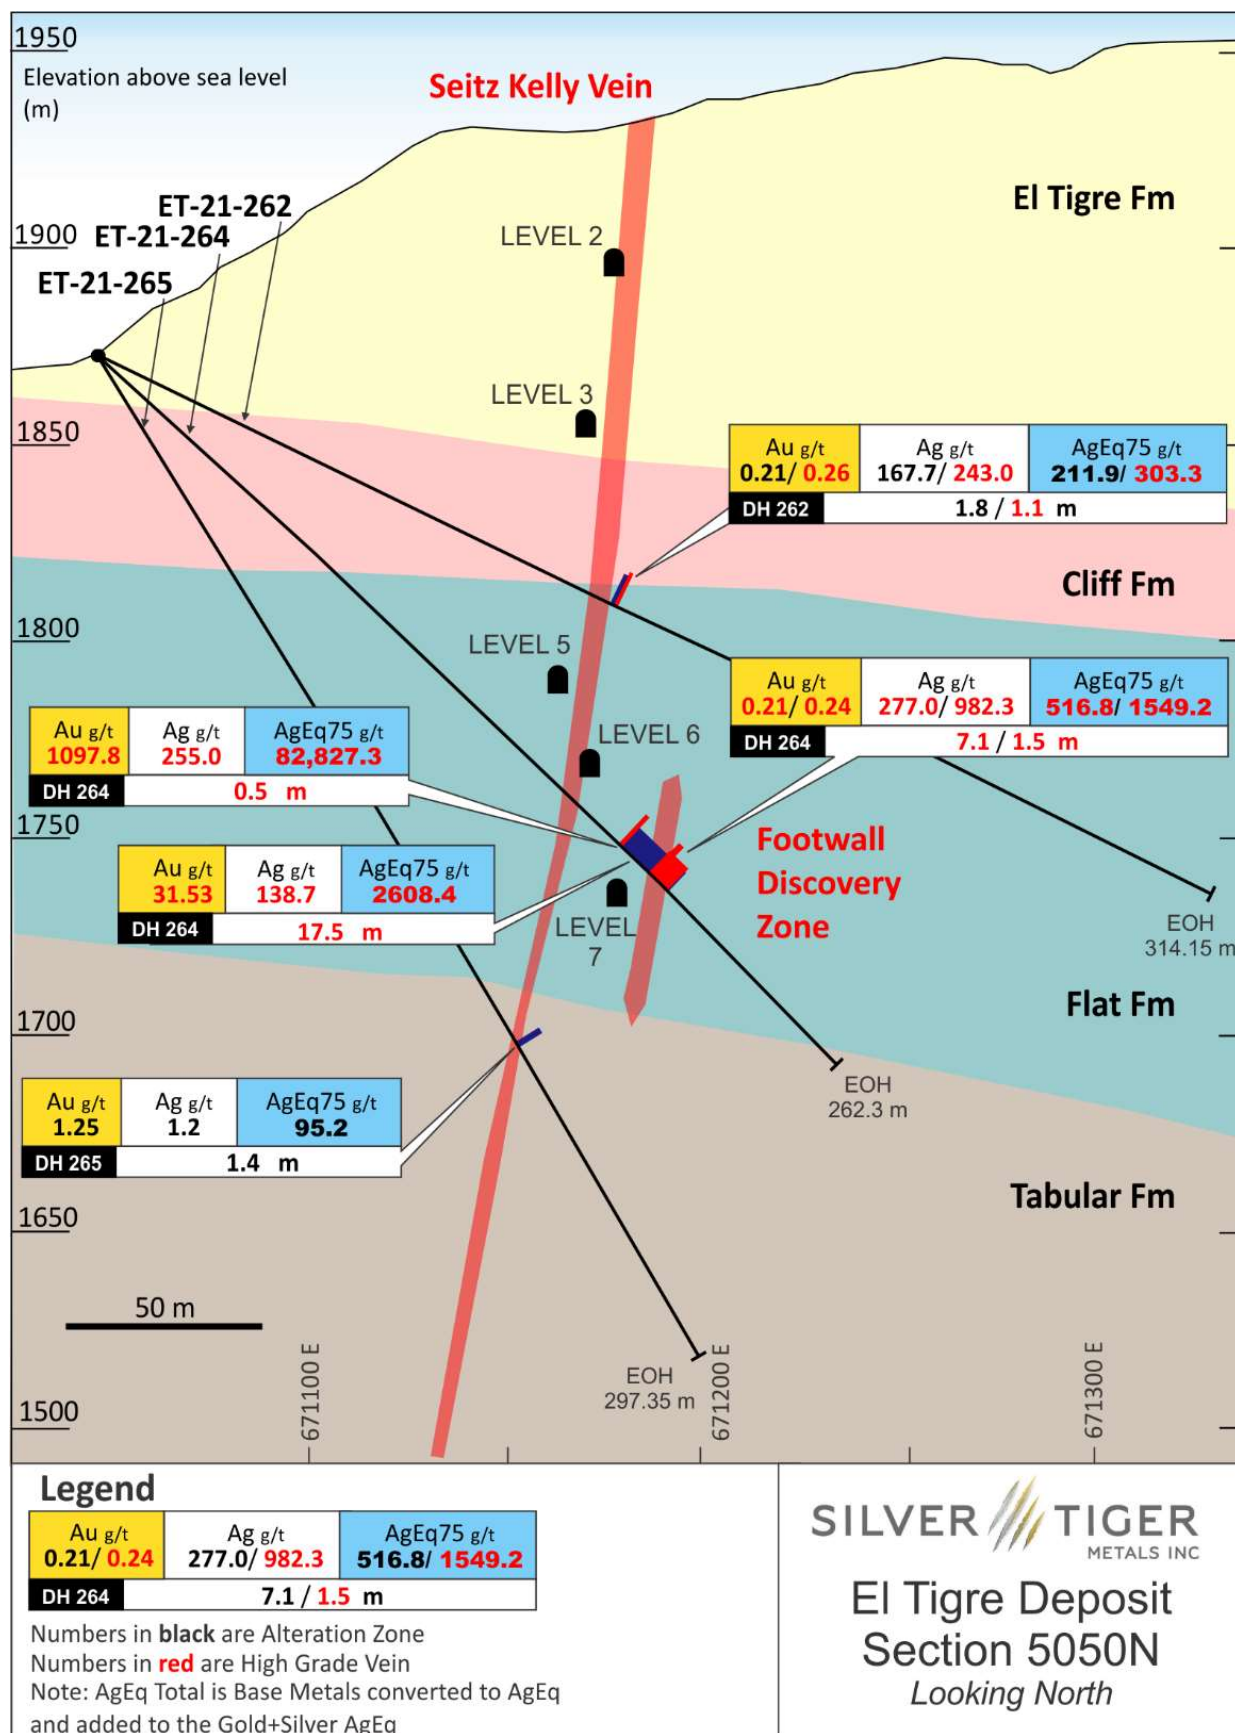 1950
Elevation above sea level
(m)
Seitz Kelly Vein
El Tigre Fm
ET-21-262
ET-21-264
ET-21-265
1900
LEVEL 2
LEVEL 3
1850
Au g/t Ag g/t AgEq75 g/t
0.21/ 0.26 167.7/ 243.0 211.9/ 303.3
DH 262 1.8 / 1.1 m
Cliff Fm
1800
LEVEL 5
Au g/t Ag g/t AgEq75 g/t
0.21/ 0.24 277.0/ 982.3 516.8/ 1549.2
DH 264 7.1 / 1.5 m
Au g/t Ag g/t AgEq75 g/t
1097.8 255.0 82,827.3
DH 264 0.5 m
LEVEL 6
1750
Footwall
Discovery
Zone
Au g/t Ag g/t AgEq75 g/t
31.53 138.7 2608.4
DH 264 17.5 m
LEVEL
7
EOH
314.15 m
Flat Fm
1700
EOH
262.3 m
Au g/t Ag g/t AgEq75 g/t
1.25 1.2 95.2
DH 265 1.4 m
Tabular Fm
1650
50 m
EOH
297.35 m
671100 E
671200 E
671300 E
1500
Legend
Au g/t Ag g/t AgEq75 g/t
0.21/ 0.24 277.0/ 982.3 516.8/ 1549.2
DH 264 7.1 / 1.5 m
Numbers in black are Alteration Zone
Numbers in red are High Grade Vein
Note: AgEq Total is Base Metals converted to AgEq
and added to the Gold+Silver AgEq
SILVER TIGER
METALS INC
El Tigre Deposit
Section 5050N
Looking North